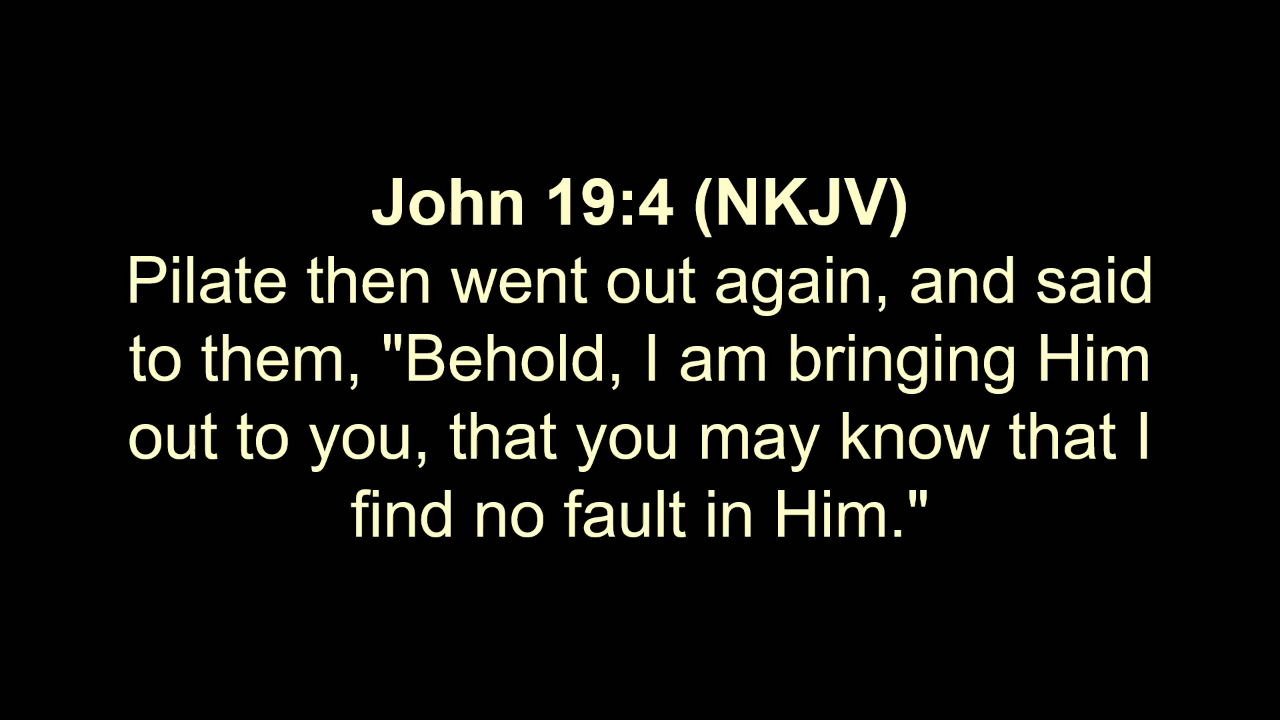 John 19:4 (NKJV)
Pilate then went out again, and said
to them, "Behold, I am bringing Him
out to you, that you may know that I
find no fault in Him."